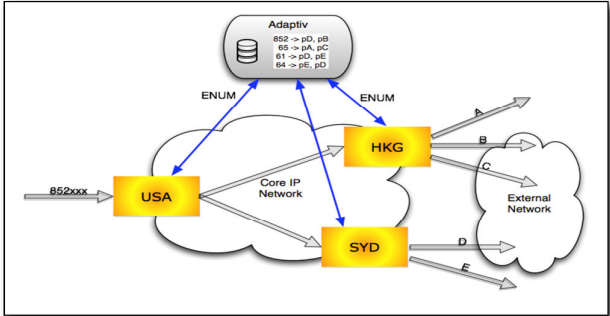 Adaptiv
852 -> pD, pB
65 -> pA, pC
61 -> pD, pE
64 -> pE, pD
ENUM
ENUM
A
B
C
HKG
852xxx
USA
Core IP
Network
External
Network
SYD
D
E